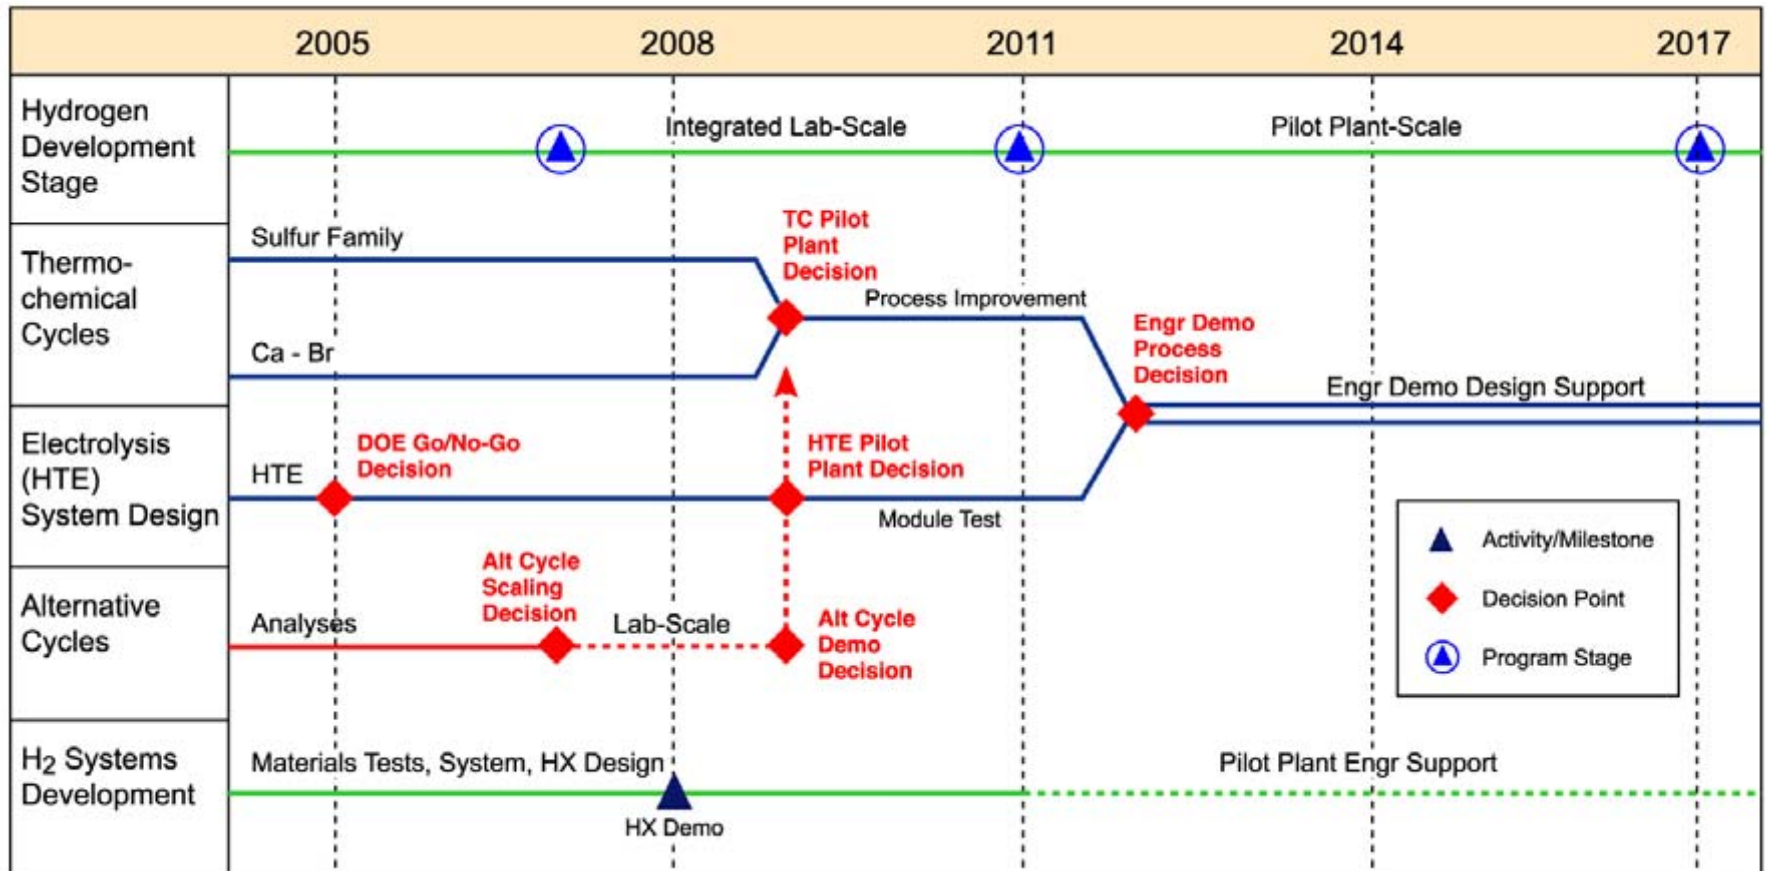 2005 2008 2011 2014 2017
Hydrogen
Development
Stage
Integrated Lab-Scale
Pilot Plant-Scale
Thermo-
chemical
Cycles
Sulfur Family
Ca - Br
TC Pilot
Plant
Decision
Process Improvement
Engr Demo
Process
Decision
Engr Demo Design Support
Electrolysis
(HTE)
System Design
HTE
DOE Go/No-Go
Decision
HTE Pilot
Plant Decision
Module Test
Alternative
Cycles
Analyses
Alt Cycle
Scaling
Decision
Lab-Scale
Alt Cycle
Demo
Decision
H2 Systems
Development
Materials Tests, System, HX Design
HX Demo
Pilot Plant Engr Support
Activity/Milestone
Decision Point
Program Stage